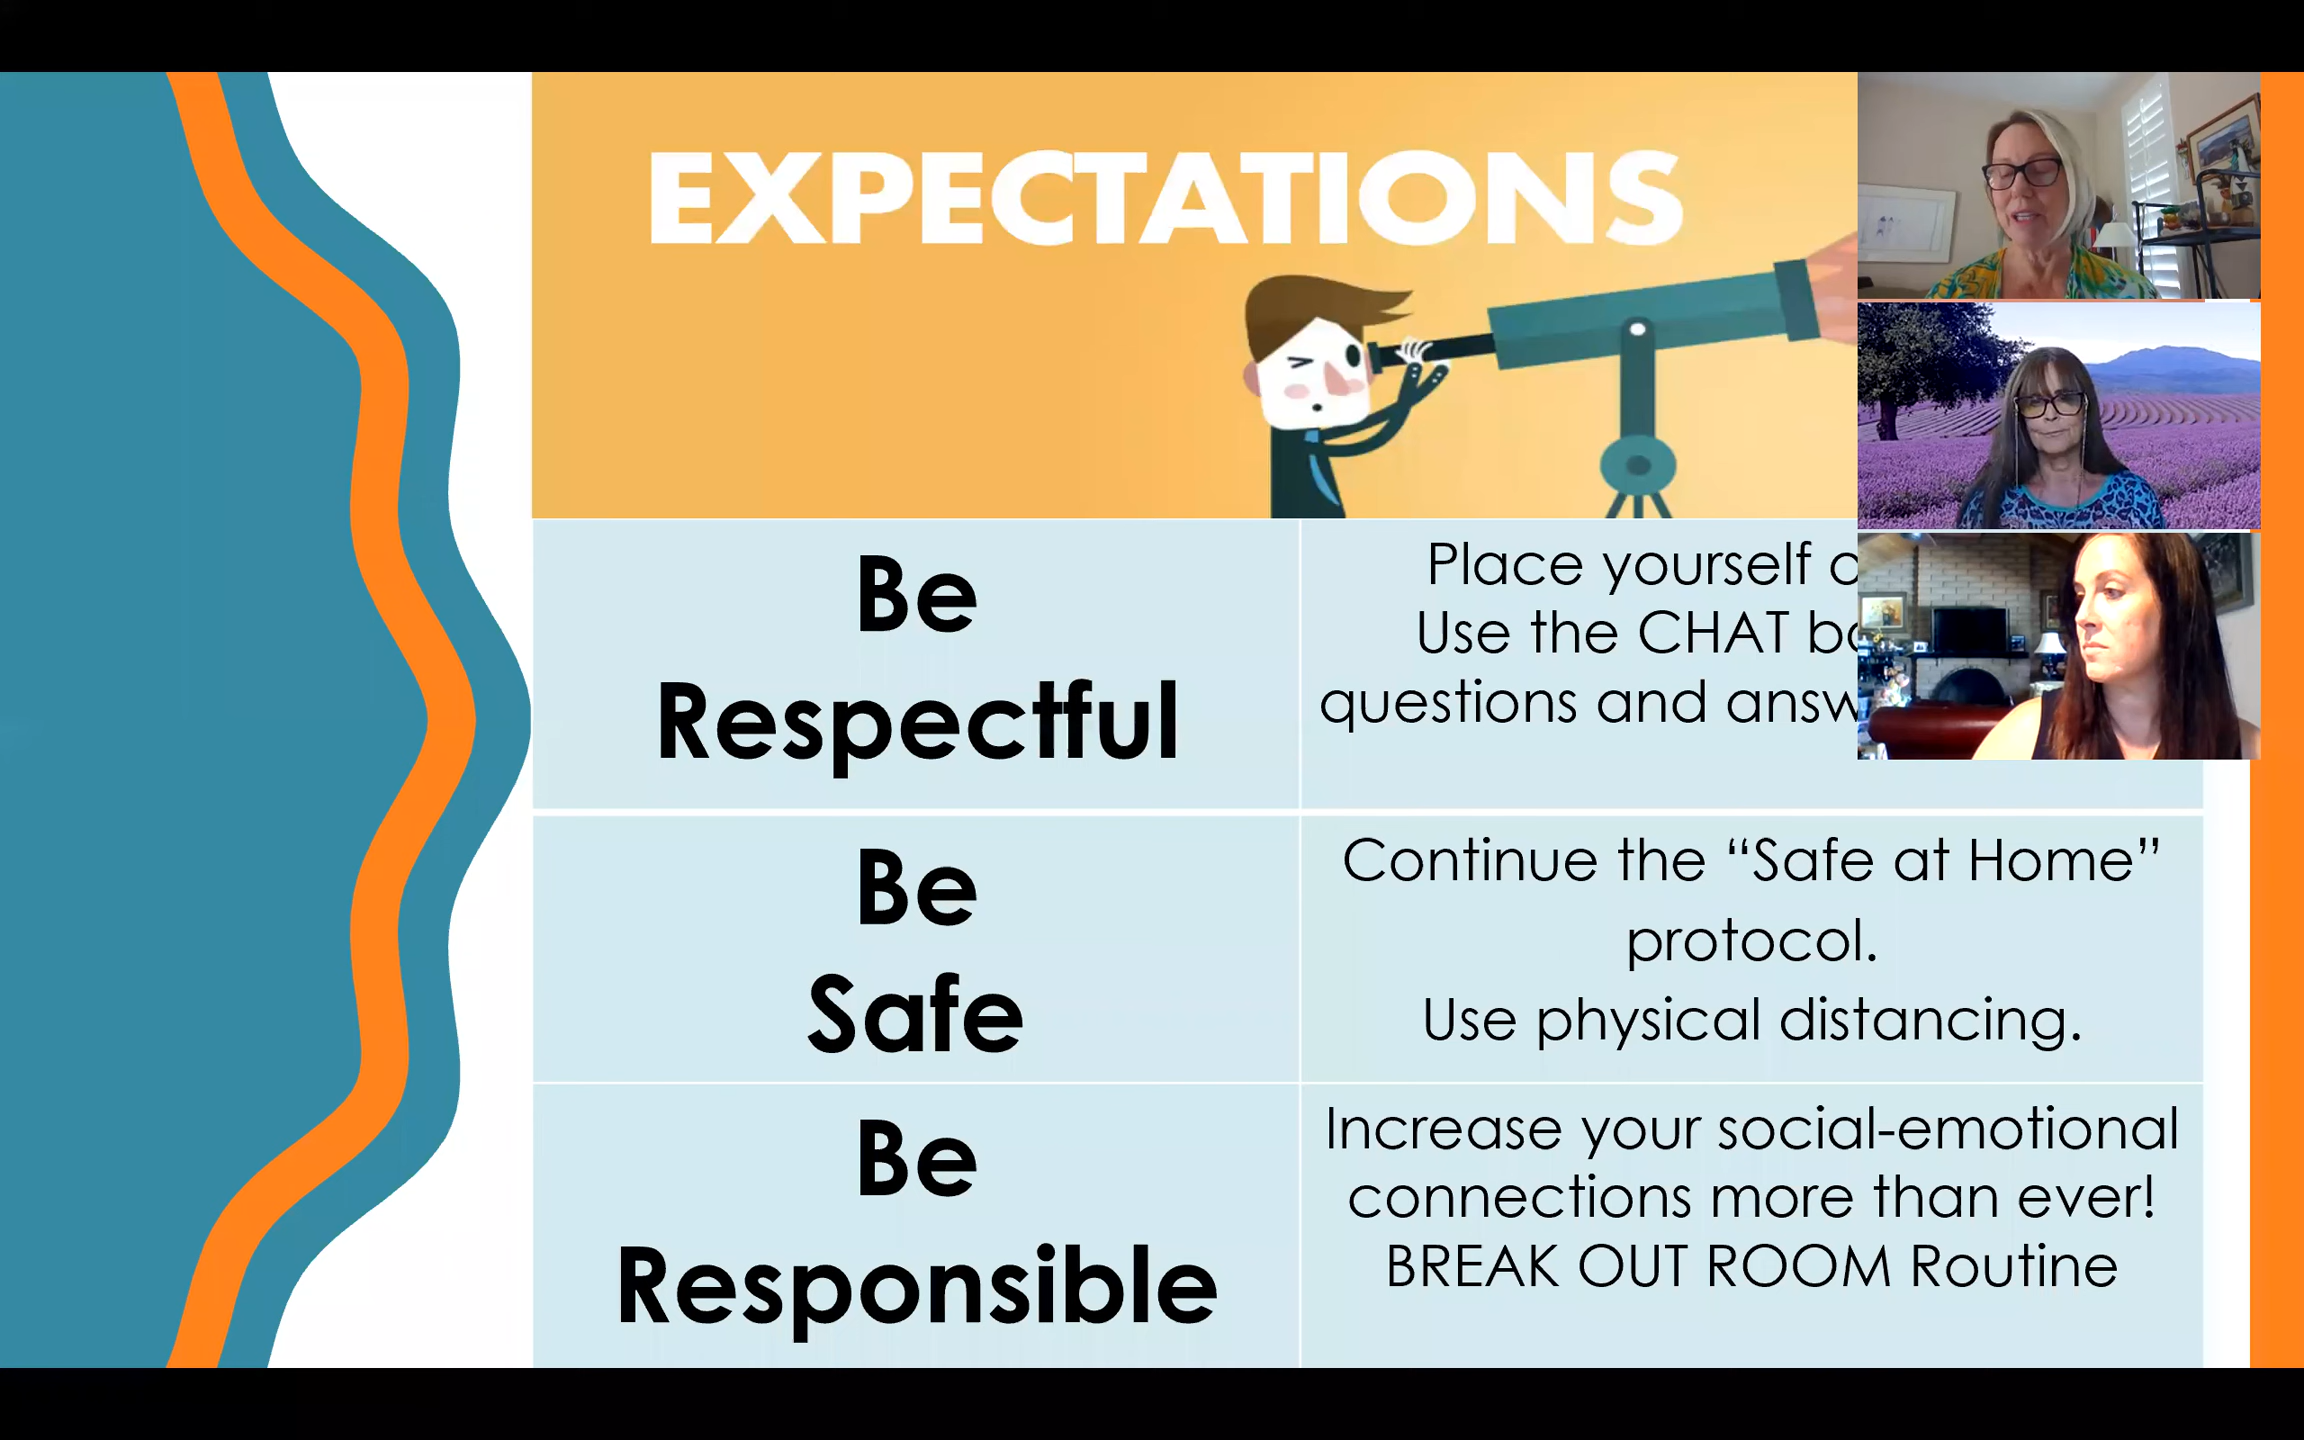 EXPECTATIONS
Be
Respectful
Place yourself
Use the CHAT
questions and
Be
Safe
Continue the “Safe at Home”
protocol.
Use physical distancing.
Be
Responsible
Increase your social-emotional
connections more than ever!
BREAK OUT ROOM Routine